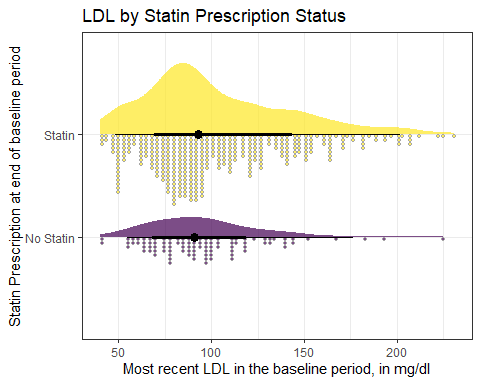 LDL by Statin Prescription Status
Statin Prescription at end of baseline period
Statin
No Statin
50
100
150
200
Most recent LDL in the baseline period, in mg/dl